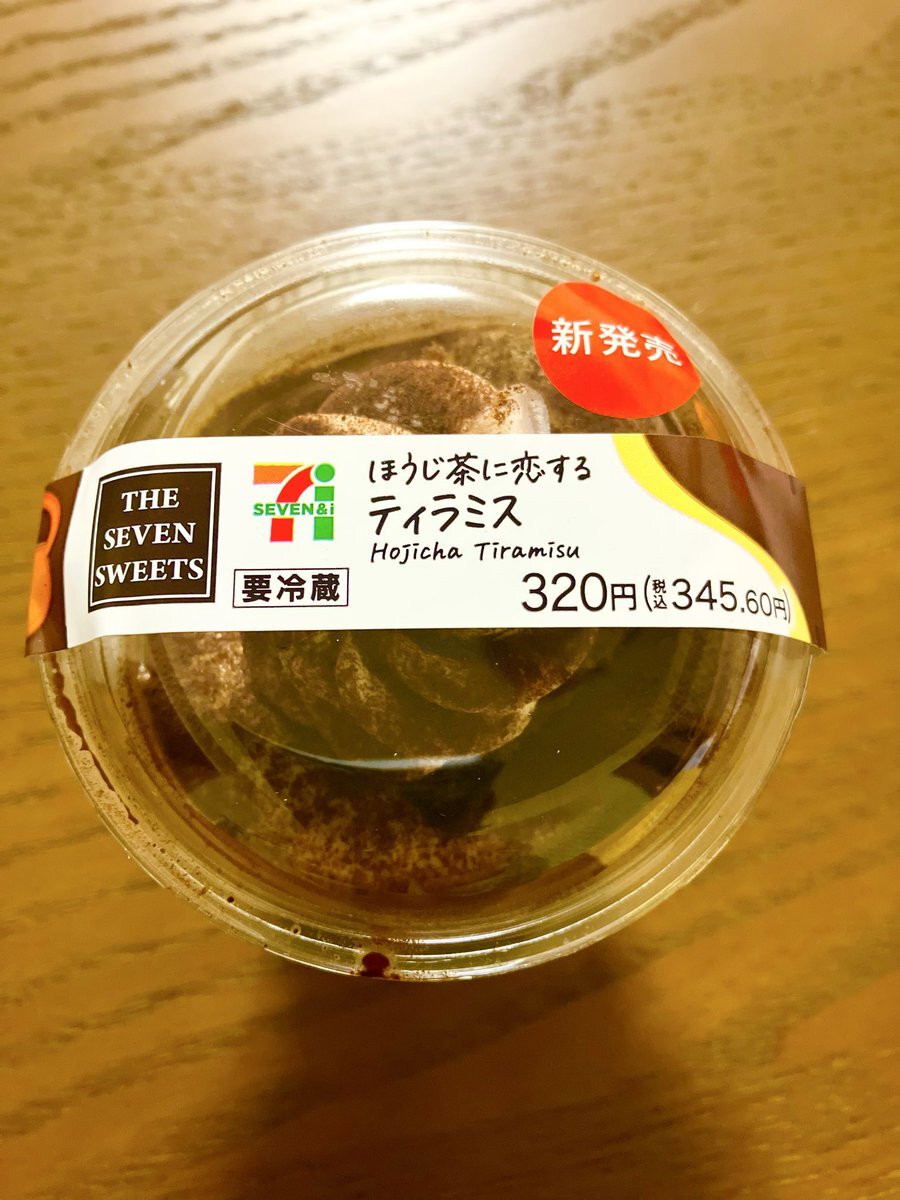 新発売
THE
SEVEN
SWEETS
SEVEN&i
要冷蔵
ほうじ茶に恋する
ティラミス
Hojicha Tiramisu
320円(税込345.60円)